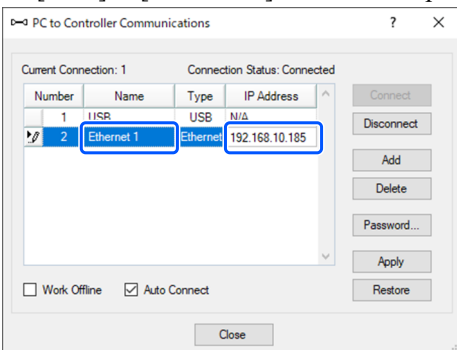 PC to Controller Communications ? ×
Current Connection: 1 Connection Status: Connected
Number Name Type IP Address
Connect
1 USB USB N/A
Disconnect
2 Ethernet 1 Ethernet 192.168.10.185
Add
Delete
Password...
Apply
Work Offline Auto Connect Restore
Close